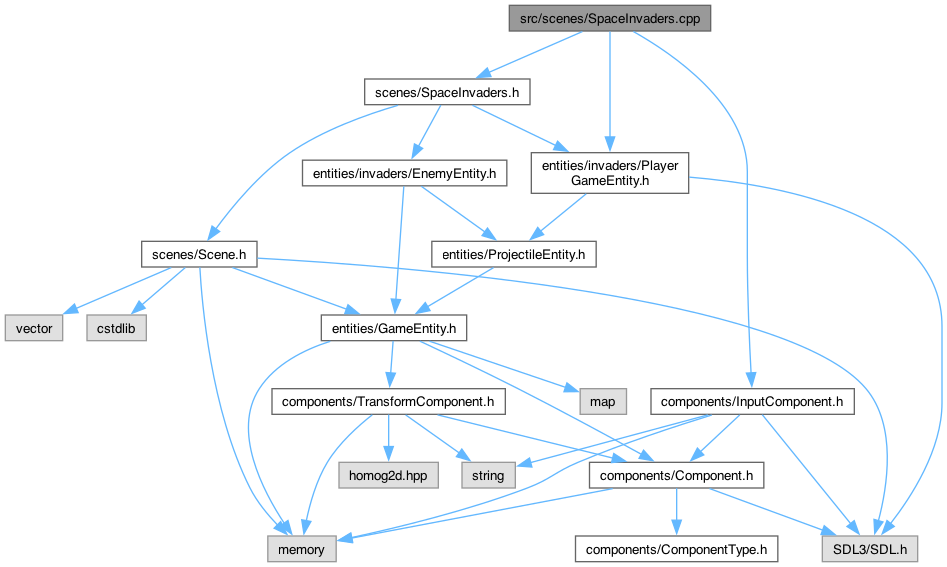 src/scenes/SpaceInvaders.cpp
scenes/SpaceInvaders.h
entities/invaders/EnemyEntity.h
entities/invaders/Player
GameEntity.h
scenes/Scene.h
entities/ProjectileEntity.h
vector
cstdlib
entities/GameEntity.h
components/TransformComponent.h
map
components/InputComponent.h
homog2d.hpp
string
components/Component.h
memory
components/ComponentType.h
SDL3/SDL.h